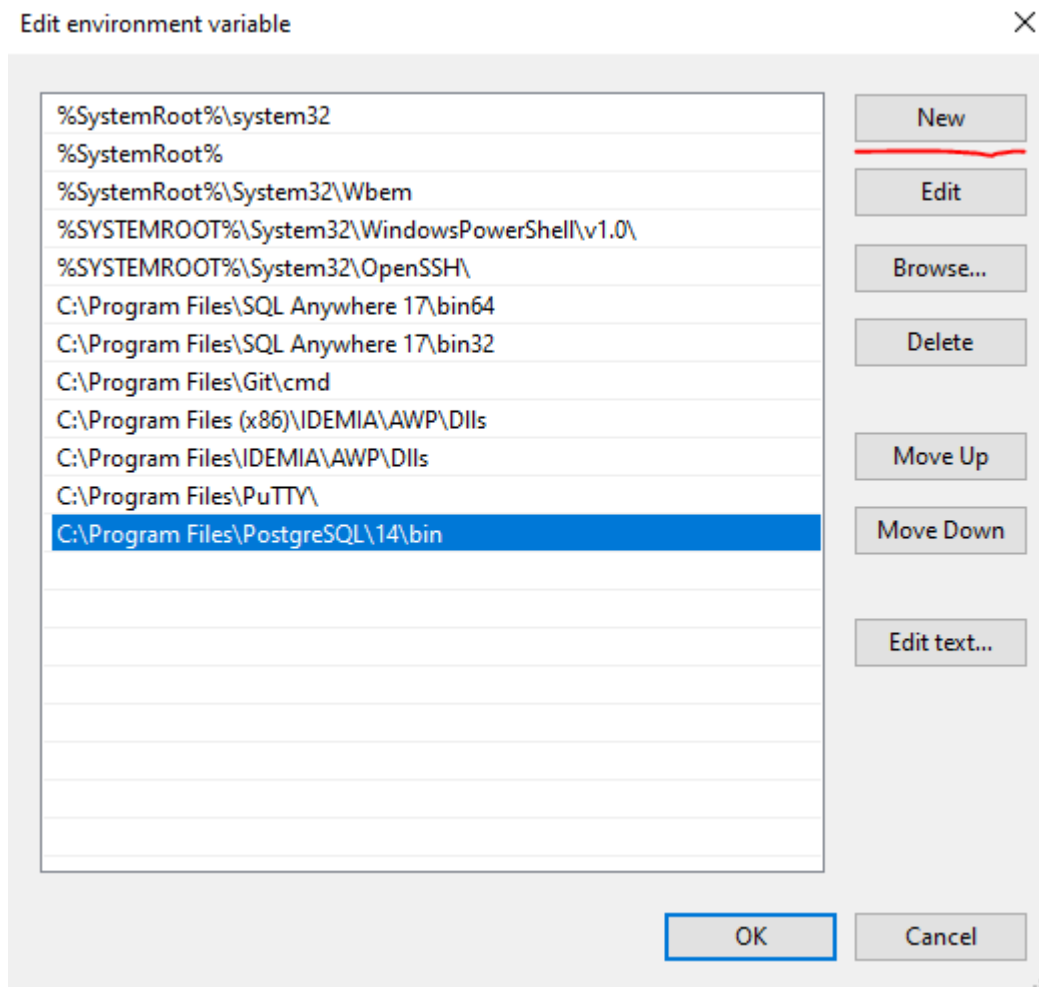 Edit environment variable
%SystemRoot%\system32
%SystemRoot%
%SystemRoot%\System32\Wbem
%SYSTEMROOT%\System32\WindowsPowerShell\v1.0\
%SYSTEMROOT%\System32\OpenSSH\
C:\Program Files\SQL Anywhere 17\bin64
C:\Program Files\SQL Anywhere 17\bin32
C:\Program Files\Git\cmd
C:\Program Files (x86)\IDEMIA\AWP\Dlls
C:\Program Files\IDEMIA\AWP\Dlls
C:\Program Files\PuTTY\
C:\Program Files\PostgreSQL\14\bin
New
Edit
Browse...
Delete
Move Up
Move Down
Edit text...
OK
Cancel